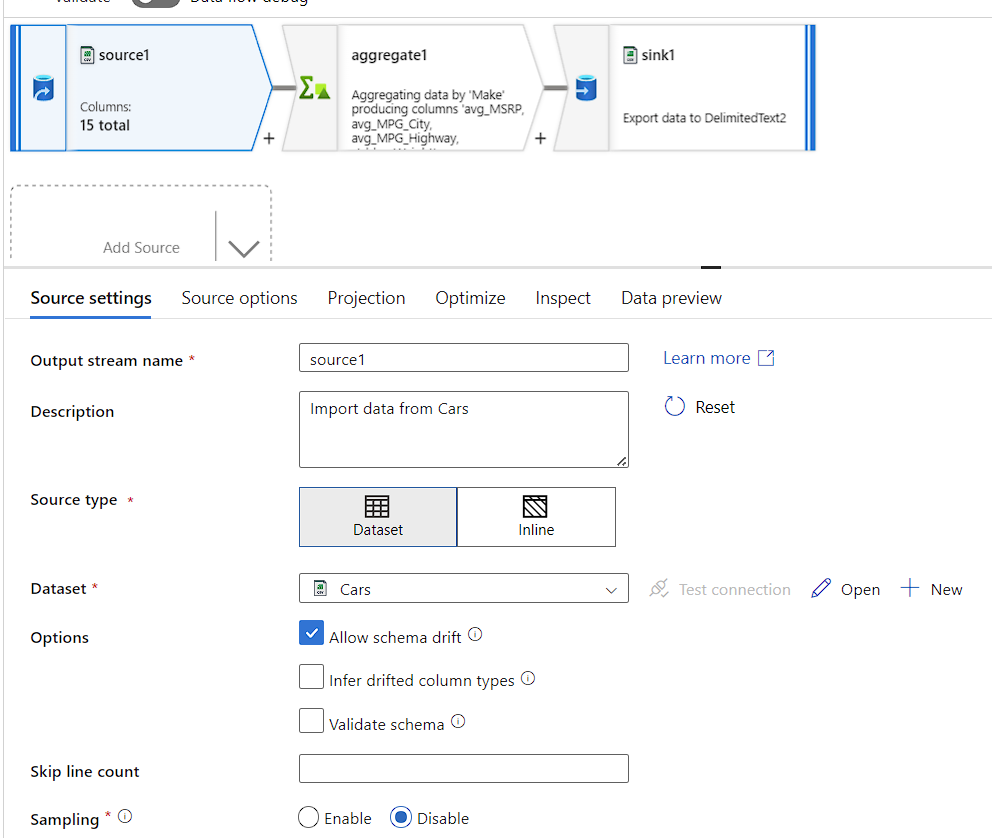 Validate Data flow debug
source1
Columns:
15 total
+
aggregate1
Aggregating data by 'Make'
producing columns 'avg_MSRP,
avg_MPG_City,
avg_MPG_Highway,
+
sink1
Export data to DelimitedText2
Add Source
Source settings Source options Projection Optimize Inspect Data preview
Output stream name * source1 Learn more
Description Import data from Cars Reset
Source type *
Dataset Inline
Dataset * Cars Test connection Open New
Options Allow schema drift
Infer drifted column types
Validate schema
Skip line count
Sampling * Enable Disable